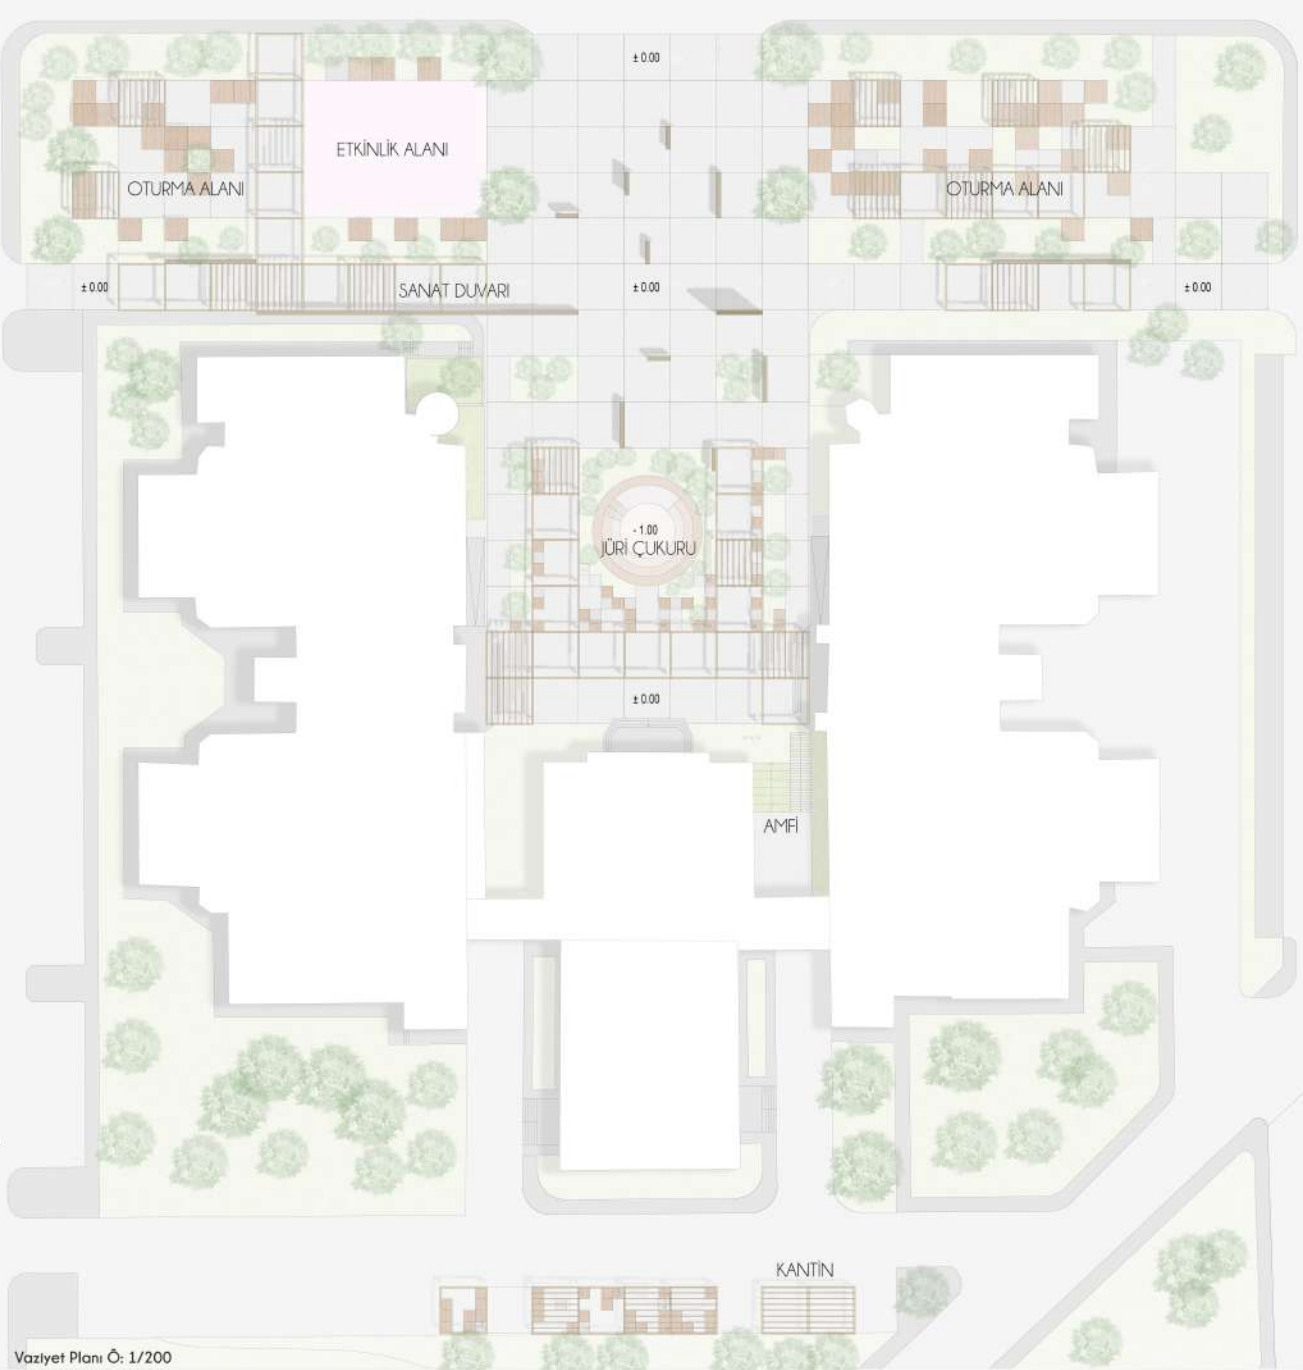 ± 0.00
ETKİNLİK ALANI
OTURMA ALANI
OTURMA ALANI
± 0.00
SANAT DUVARI
± 0.00
± 0.00
- 1.00
JÜRİ ÇUKURU
± 0.00
AMFİ
KANTİN
Vaziyet Planı Ö: 1/200